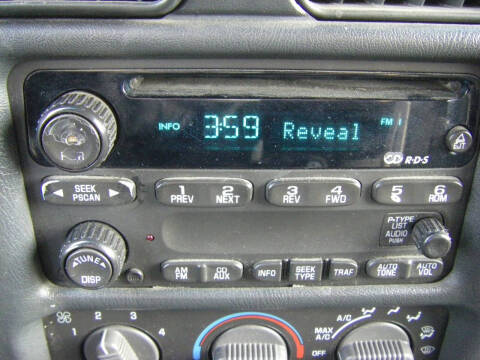 INFO 3:59 Reveal FM 1
CD R·D·S
EXIT
SEEK PSCAN
1 PREV 2 NEXT 3 REV 4 FWD 5 6 RDM
P-TYPE
LIST
AUDIO
PUSH
TUNE
DISP
AM FM CD AUX INFO SEEK TYPE TRAF AUTO TONE AUTO VOL
1 2 3 4
A/C
MAX A/C
OFF